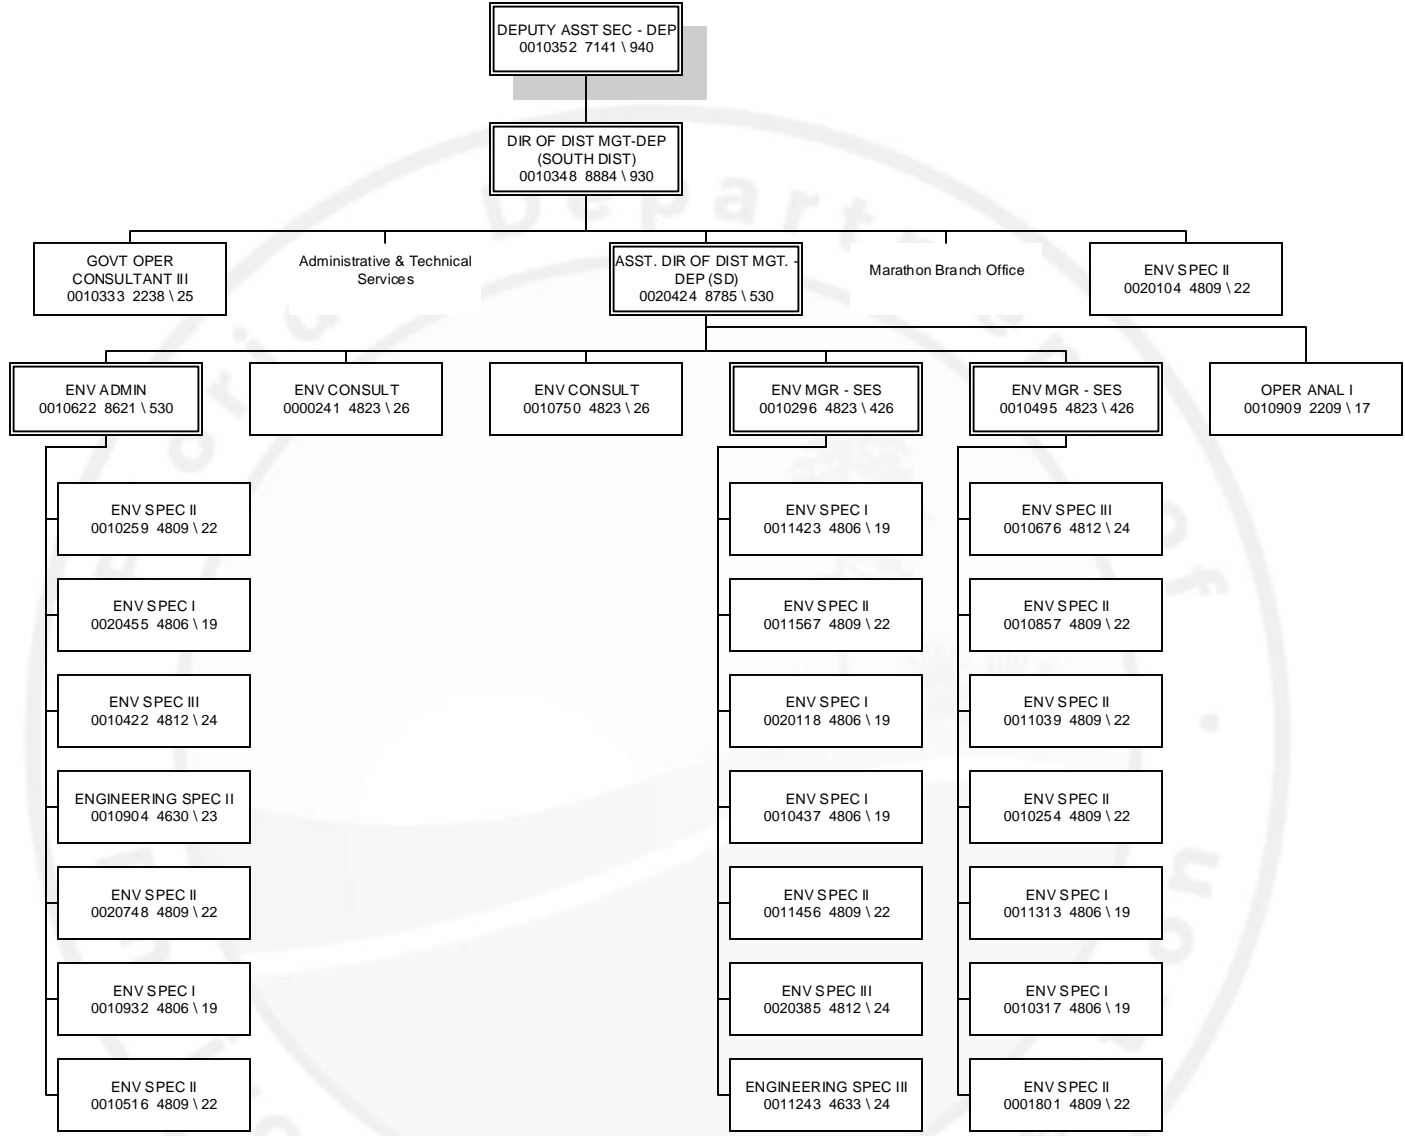 DEPUTY ASST SEC - DEP
0010352 7141 \ 940
DIR OF DIST MGT-DEP
(SOUTH DIST)
0010348 8884 \ 930
GOVT OPER
CONSULTANT III
0010333 2238 \ 25
Administrative & Technical
Services
ASST. DIR OF DIST MGT. -
DEP (SD)
0020424 8785 \ 530
Marathon Branch Office
ENV SPEC II
0020104 4809 \ 22
ENV ADMIN
0010622 8621 \ 530
ENV CONSULT
0000241 4823 \ 26
ENV CONSULT
0010750 4823 \ 26
ENV MGR - SES
0010296 4823 \ 426
ENV MGR - SES
0010495 4823 \ 426
OPER ANAL I
0010909 2209 \ 17
ENV SPEC II
0010259 4809 \ 22
ENV SPEC I
0020455 4806 \ 19
ENV SPEC III
0010422 4812 \ 24
ENGINEERING SPEC II
0010904 4630 \ 23
ENV SPEC II
0020748 4809 \ 22
ENV SPEC I
0010932 4806 \ 19
ENV SPEC II
0010516 4809 \ 22
ENV SPEC I
0011423 4806 \ 19
ENV SPEC II
0011567 4809 \ 22
ENV SPEC I
0020118 4806 \ 19
ENV SPEC I
0010437 4806 \ 19
ENV SPEC II
0011456 4809 \ 22
ENV SPEC III
0020385 4812 \ 24
ENGINEERING SPEC III
0011243 4633 \ 24
ENV SPEC III
0010676 4812 \ 24
ENV SPEC II
0010857 4809 \ 22
ENV SPEC II
0011039 4809 \ 22
ENV SPEC II
0010254 4809 \ 22
ENV SPEC I
0011313 4806 \ 19
ENV SPEC I
0010317 4806 \ 19
ENV SPEC II
0001801 4809 \ 22